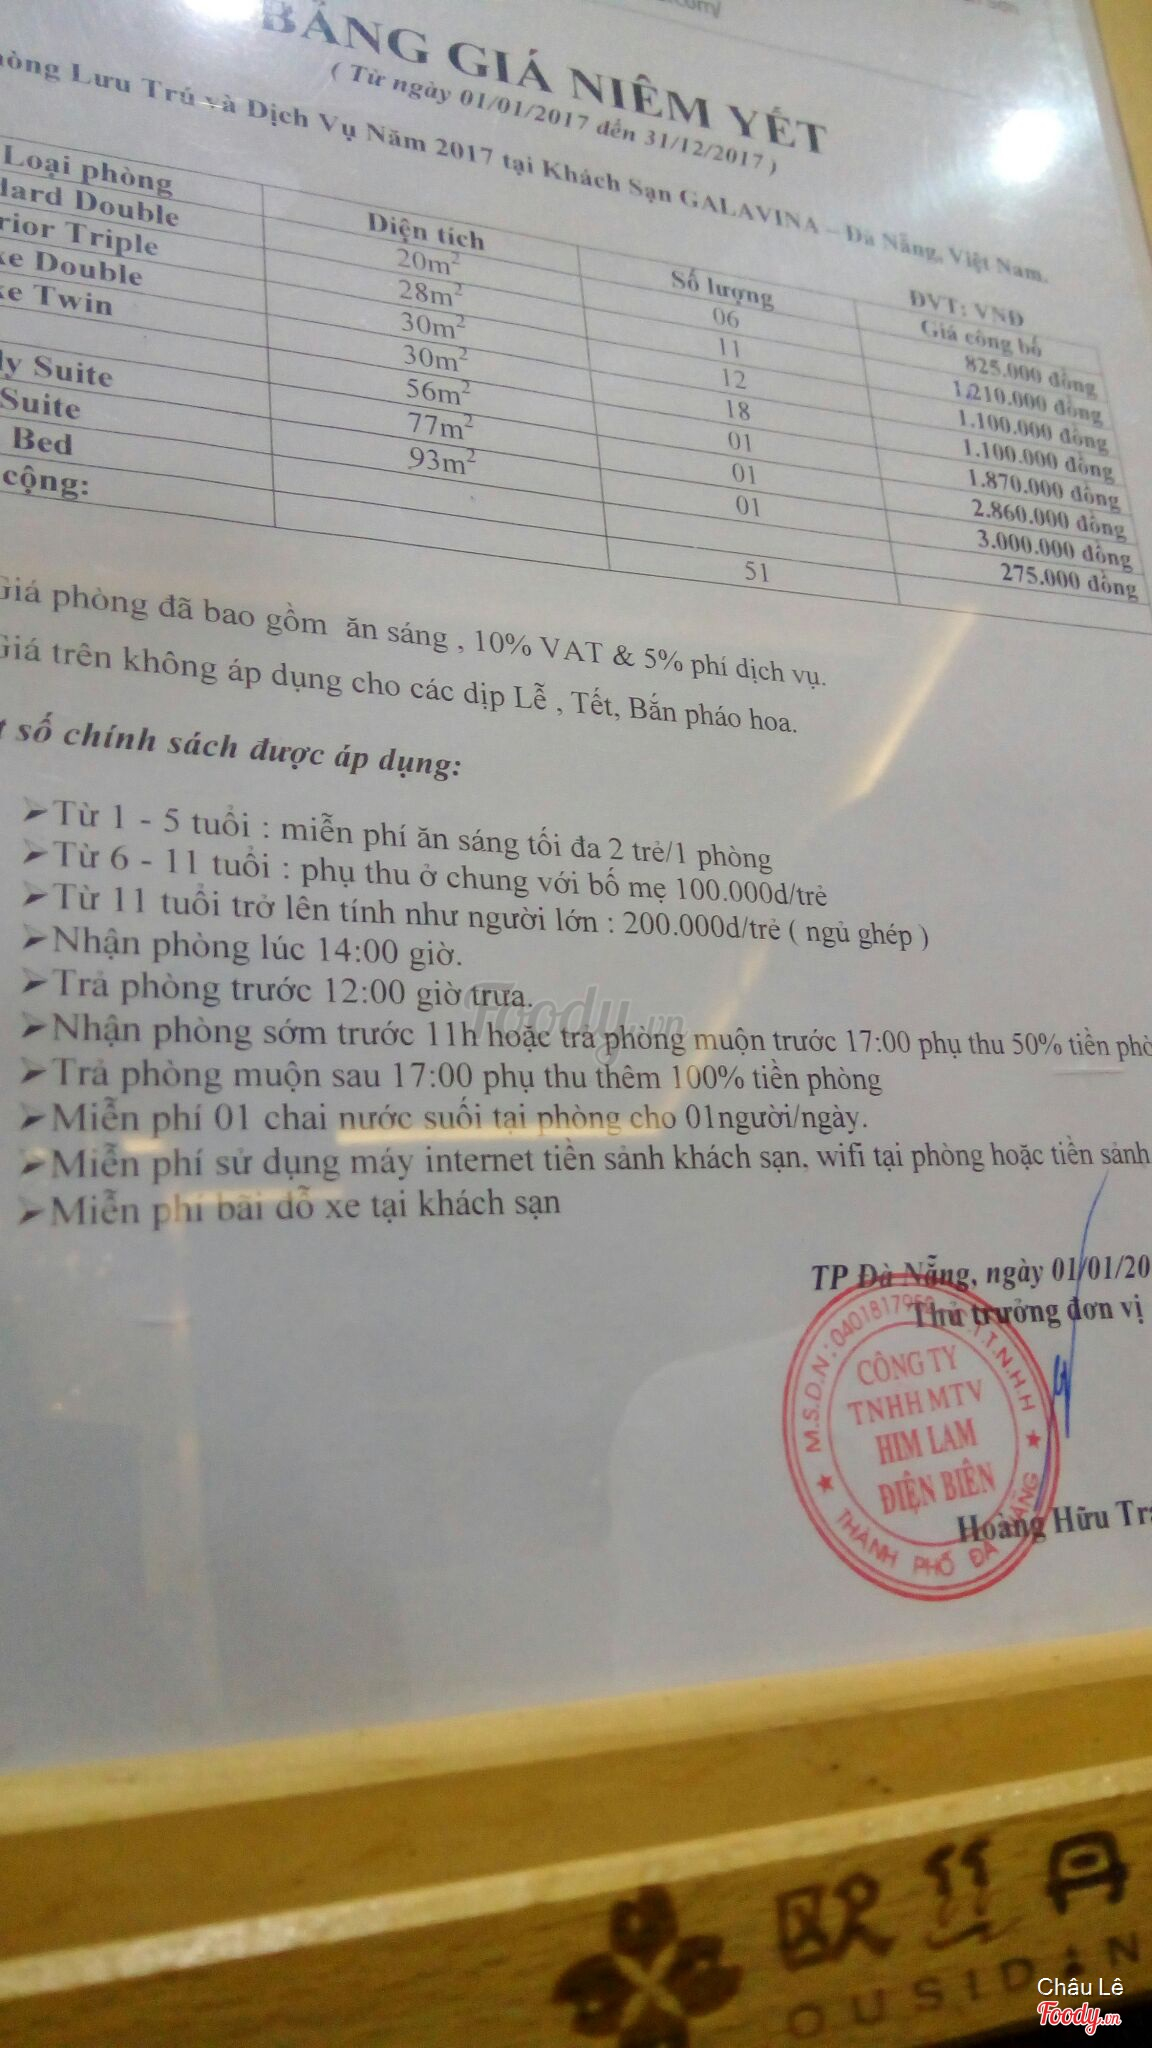 BẢNG GIÁ NIÊM YẾT
( Từ ngày 01/01/2017 đến 31/12/2017 )
Lưu Trú và Dịch Vụ Năm 2017 tại Khách Sạn GALAVINA – Đà Nẵng, Việt Nam.
ĐVT: VNĐ
Loại phòng Diện tích Số lượng Giá công bố
Double 20m² 06 825.000 đồng
Triple 28m² 11 1.210.000 đồng
Double 30m² 12 1.100.000 đồng
Twin 30m² 18 1.100.000 đồng
56m² 01 1.870.000 đồng
Suite 77m² 01 2.860.000 đồng
Suite 93m² 01 3.000.000 đồng
Bed 275.000 đồng
cộng: 51
Giá phòng đã bao gồm ăn sáng , 10% VAT & 5% phí dịch vụ.
Giá trên không áp dụng cho các dịp Lễ , Tết, Bắn pháo hoa.
số chính sách được áp dụng:
➢Từ 1 - 5 tuổi : miễn phí ăn sáng tối đa 2 trẻ/1 phòng
➢Từ 6 - 11 tuổi : phụ thu ở chung với bố mẹ 100.000đ/trẻ
➢Từ 11 tuổi trở lên tính như người lớn : 200.000đ/trẻ ( ngủ ghép )
➢Nhận phòng lúc 14:00 giờ.
➢Trả phòng trước 12:00 giờ trưa.
➢Nhận phòng sớm trước 11h hoặc trả phòng muộn trước 17:00 phụ thu 50% tiền
➢Trả phòng muộn sau 17:00 phụ thu thêm 100% tiền phòng
➢Miễn phí 01 chai nước suối tại phòng cho 01người/ngày.
➢Miễn phí sử dụng máy internet tiền sảnh khách sạn, wifi tại phòng hoặc tiền sảnh
➢Miễn phí bãi đỗ xe tại khách sạn
Foody.vn
TP Đà Nẵng, ngày 01/01/20
Thủ trưởng đơn vị
M.S.D.N: 0401817952 C.T.T.N.H.H
CÔNG TY
TNHH MTV
HIM LAM
ĐIỆN BIÊN
THÀNH PHỐ ĐÀ NẴNG
Hoàng Hữu
OUSIDAN
Châu Lê
Foody.vn